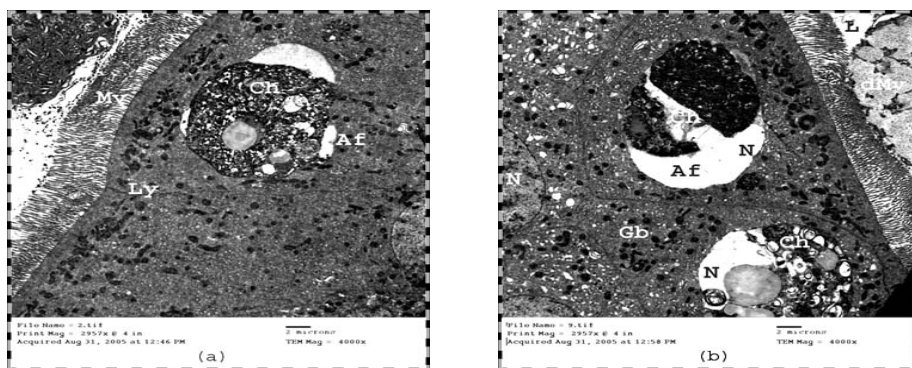 Mv
Ch
Af
Ly
File Name = 2.tif
Print Mag = 2957x @ 4 in
Acquired Aug 31, 2005 at 12:46 PM
2 microns
TEM Mag = 4000x
(a)
L
dMt
Ch
N
Af
N
Gb
Ch
N
File Name = 9.tif
Print Mag = 2957x @ 4 in
Acquired Aug 31, 2005 at 12:58 PM
2 microns
TEM Mag = 4000x
(b)